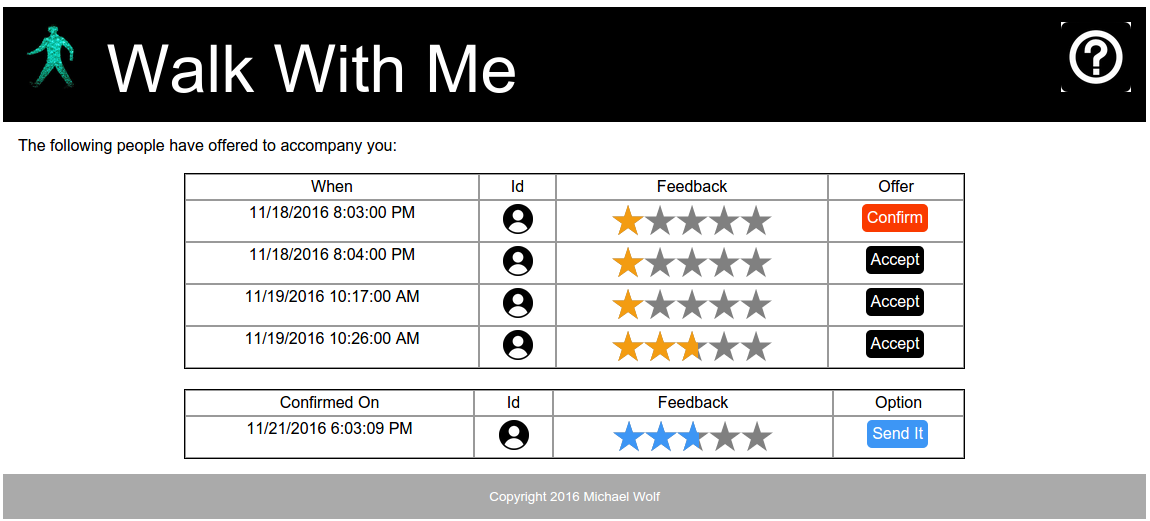 Walk With Me
?
The following people have offered to accompany you:
When Id Feedback Offer
11/18/2016 8:03:00 PM Confirm
11/18/2016 8:04:00 PM Accept
11/19/2016 10:17:00 AM Accept
11/19/2016 10:26:00 AM Accept
Confirmed On Id Feedback Option
11/21/2016 6:03:09 PM Send It
Copyright 2016 Michael Wolf